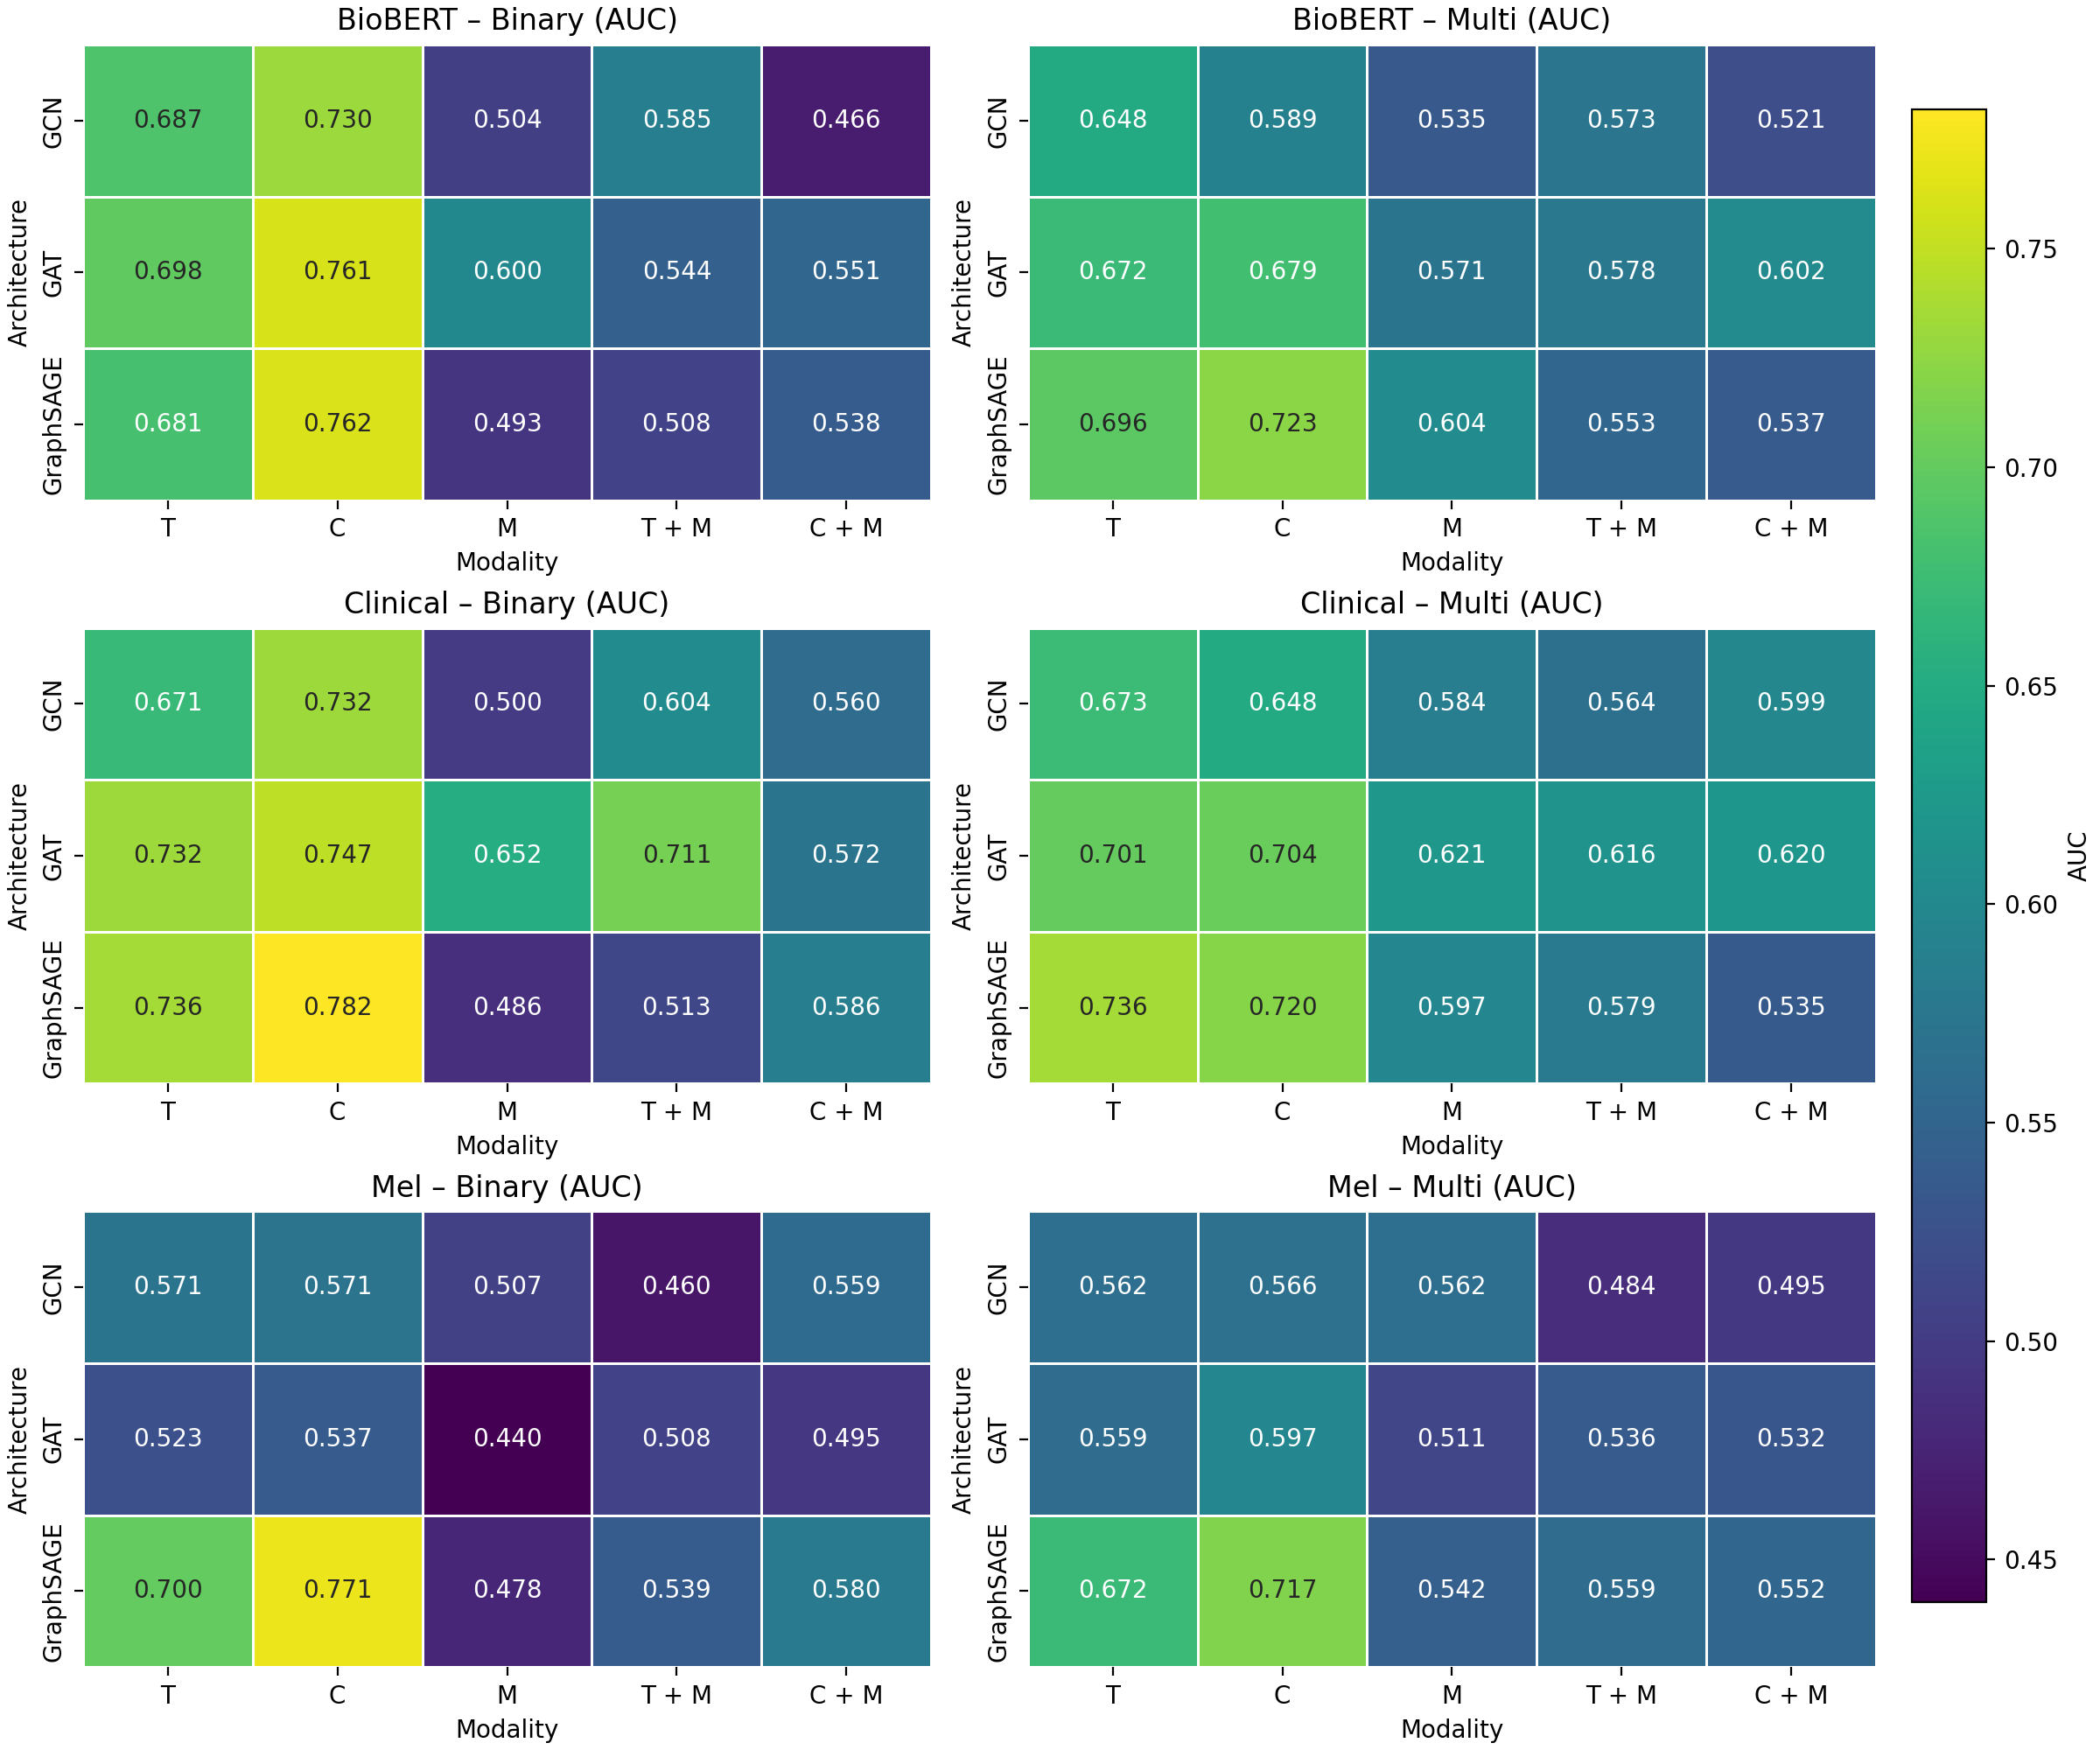 BioBERT – Binary (AUC)
Architecture
GCN 0.687 0.730 0.504 0.585 0.466
GAT 0.698 0.761 0.600 0.544 0.551
GraphSAGE 0.681 0.762 0.493 0.508 0.538
T C M T + M C + M
Modality
BioBERT – Multi (AUC)
Architecture
GCN 0.648 0.589 0.535 0.573 0.521
GAT 0.672 0.679 0.571 0.578 0.602
GraphSAGE 0.696 0.723 0.604 0.553 0.537
T C M T + M C + M
Modality
Clinical – Binary (AUC)
Architecture
GCN 0.671 0.732 0.500 0.604 0.560
GAT 0.732 0.747 0.652 0.711 0.572
GraphSAGE 0.736 0.782 0.486 0.513 0.586
T C M T + M C + M
Modality
Clinical – Multi (AUC)
Architecture
GCN 0.673 0.648 0.584 0.564 0.599
GAT 0.701 0.704 0.621 0.616 0.620
GraphSAGE 0.736 0.720 0.597 0.579 0.535
T C M T + M C + M
Modality
Mel – Binary (AUC)
Architecture
GCN 0.571 0.571 0.507 0.460 0.559
GAT 0.523 0.537 0.440 0.508 0.495
GraphSAGE 0.700 0.771 0.478 0.539 0.580
T C M T + M C + M
Modality
Mel – Multi (AUC)
Architecture
GCN 0.562 0.566 0.562 0.484 0.495
GAT 0.559 0.597 0.511 0.536 0.532
GraphSAGE 0.672 0.717 0.542 0.559 0.552
T C M T + M C + M
Modality
0.75
0.70
0.65
0.60
0.55
0.50
0.45
AUC